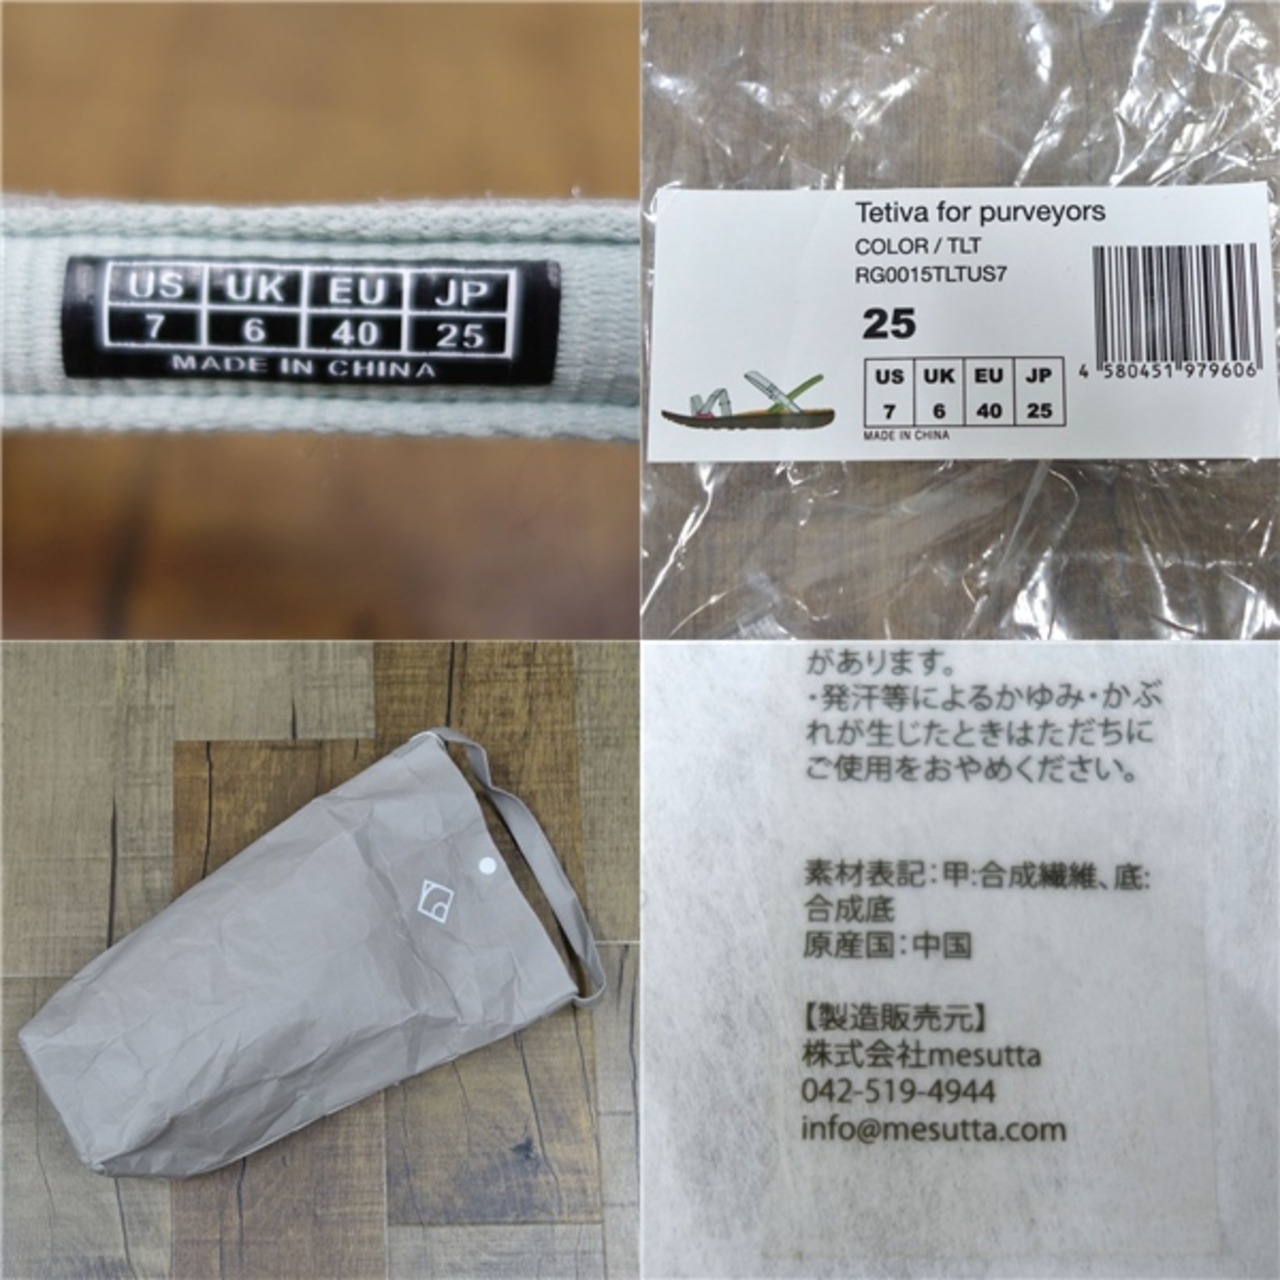 US UK EU JP
7 6 40 25
MADE IN CHINA
Tetiva for purveyors
COLOR / TLT
RG0015TLTUS7
25
US UK EU JP
7 6 40 25
MADE IN CHINA
4 580451 979606
があります。
・発汗等によるかゆみ・かぶ
れが生じたときはただちに
ご使用をおやめください。
素材表記：甲:合成繊維、底:
合成底
原産国：中国
【製造販売元】
株式会社mesutta
042-519-4944
info@mesutta.com